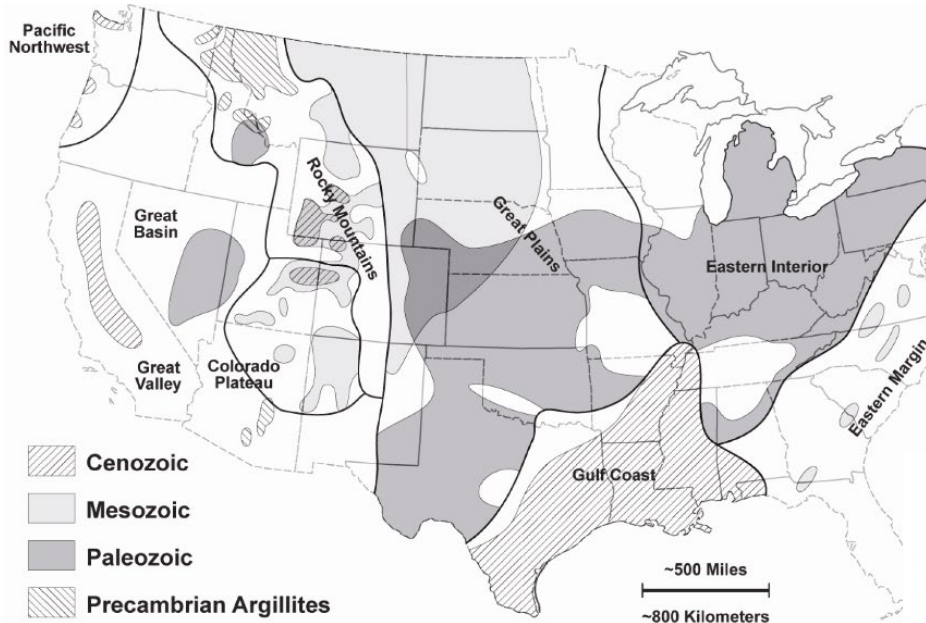 Pacific
Northwest
Rocky Mountains
Great
Basin
Great Plains
Eastern Interior
Great
Valley
Colorado
Plateau
Eastern Margin
Gulf Coast
Cenozoic
Mesozoic
Paleozoic
Precambrian Argillites
~500 Miles
~800 Kilometers